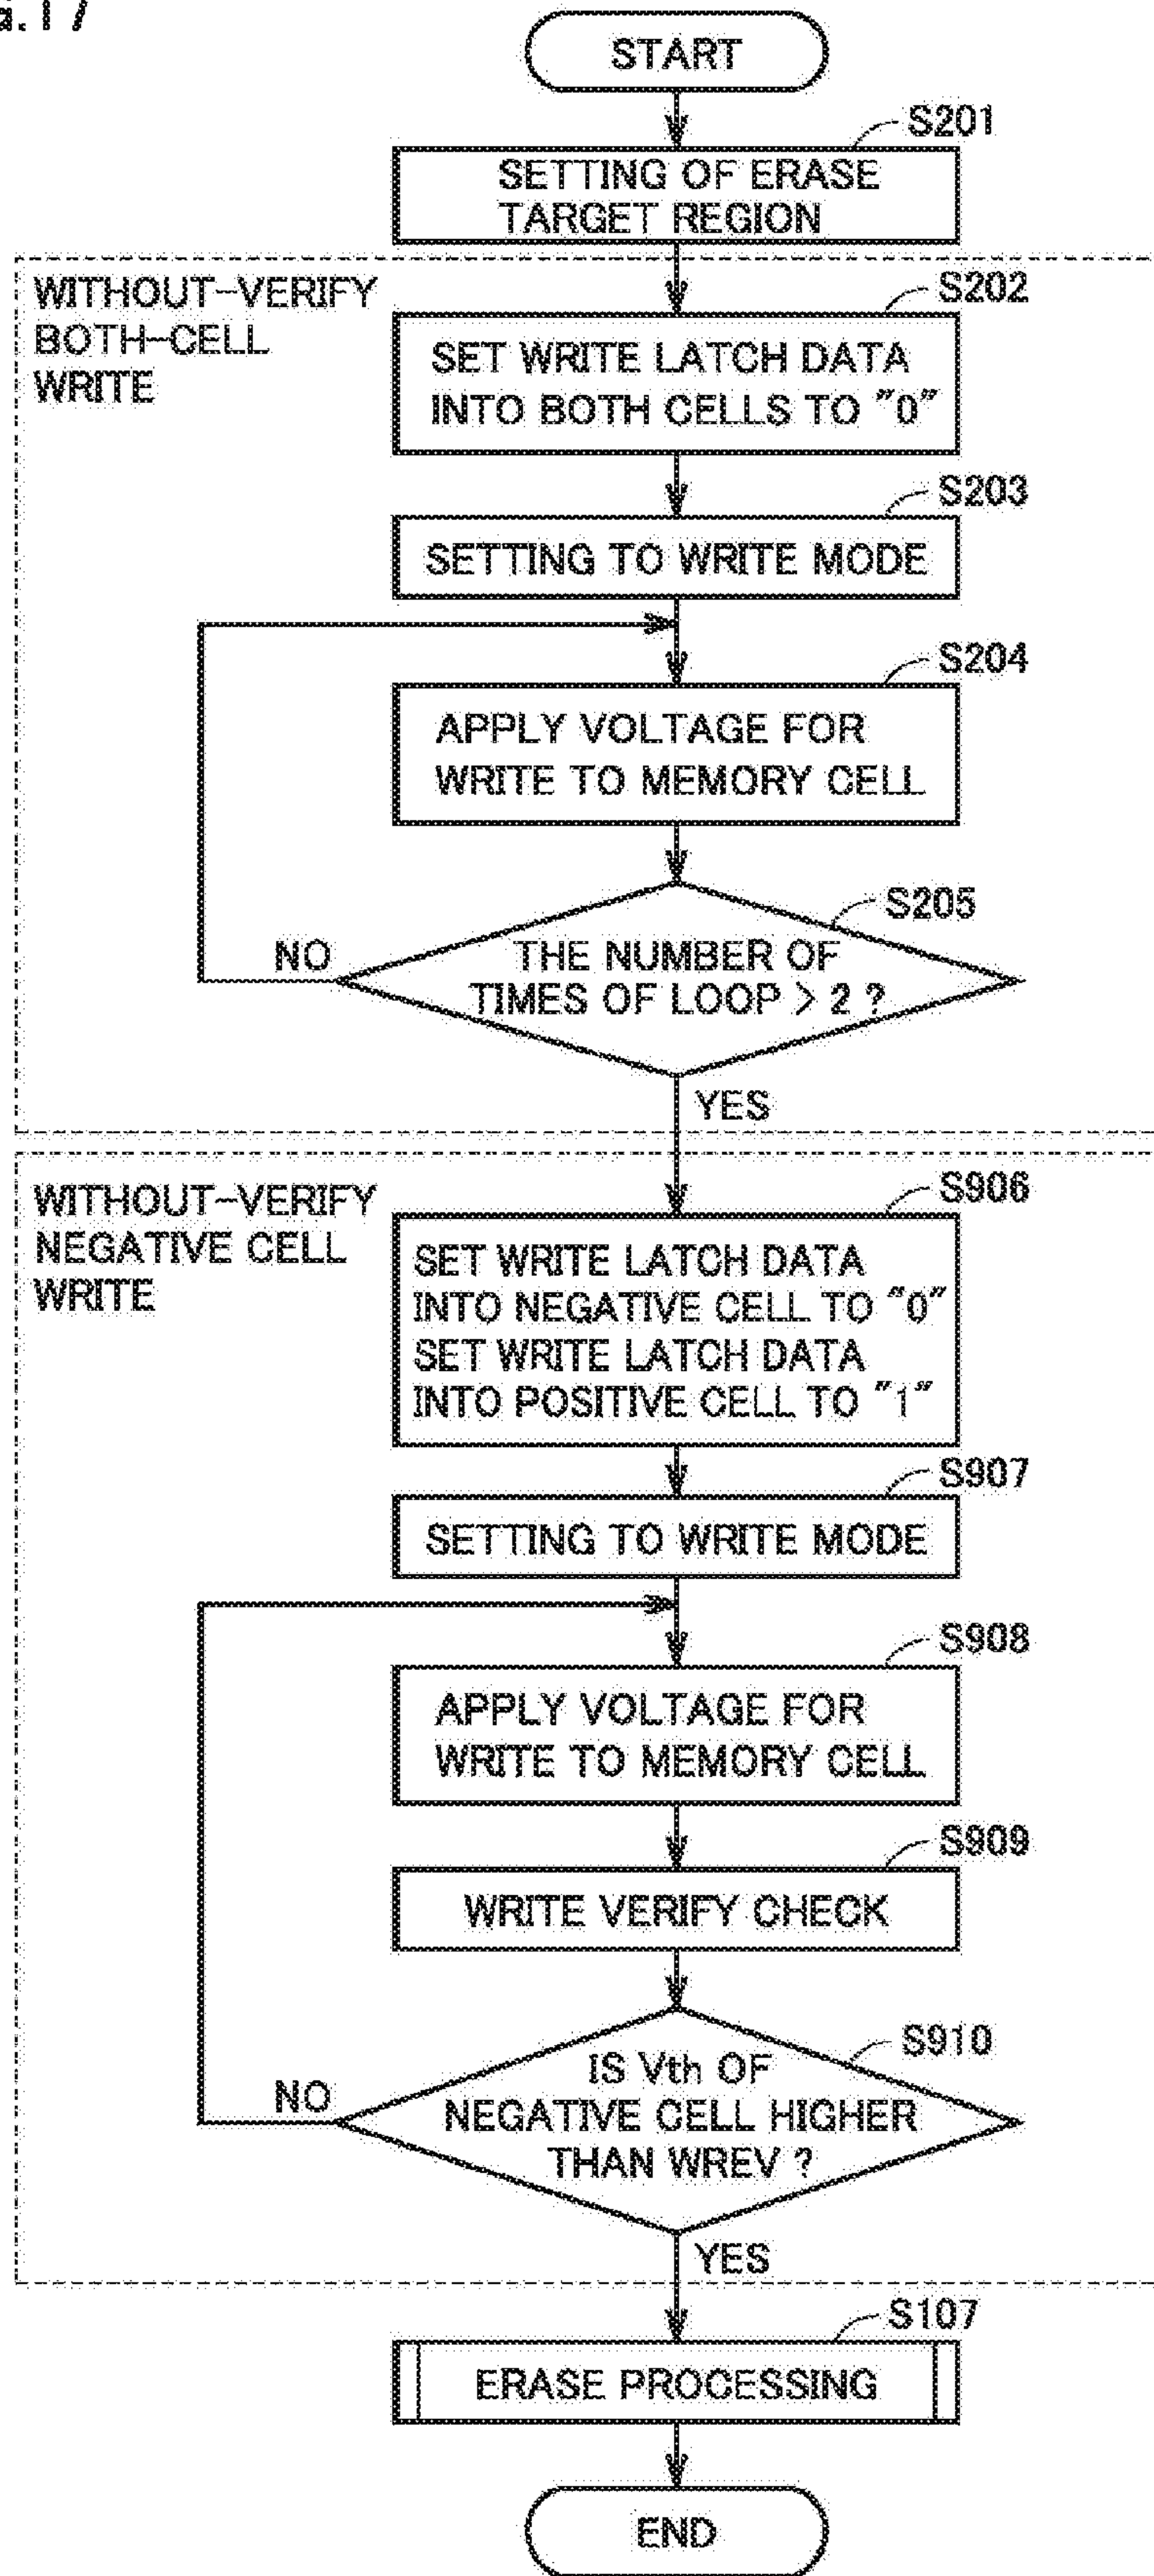 START
S201
SETTING OF ERASE
TARGET REGION
WITHOUT-VERIFY
BOTH-CELL
WRITE
S202
SET WRITE LATCH DATA
INTO BOTH CELLS TO "0"
S203
SETTING TO WRITE MODE
S204
APPLY VOLTAGE FOR
WRITE TO MEMORY CELL
S205
NO
THE NUMBER OF
TIMES OF LOOP > 2 ?
YES
WITHOUT-VERIFY
NEGATIVE CELL
WRITE
S906
SET WRITE LATCH DATA
INTO NEGATIVE CELL TO "0"
SET WRITE LATCH DATA
INTO POSITIVE CELL TO "1"
S907
SETTING TO WRITE MODE
S908
APPLY VOLTAGE FOR
WRITE TO MEMORY CELL
S909
WRITE VERIFY CHECK
S910
NO
IS Vth OF
NEGATIVE CELL HIGHER
THAN WREV ?
YES
S107
ERASE PROCESSING
END